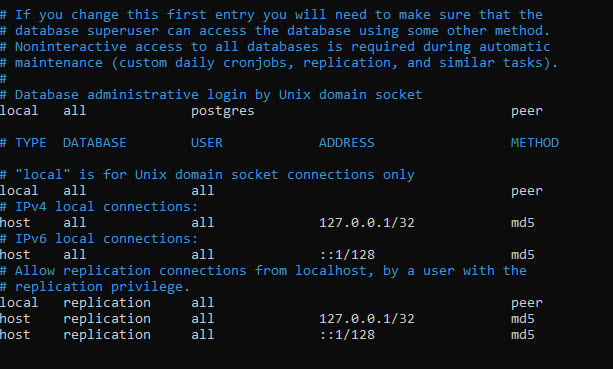 # If you change this first entry you will need to make sure that the
# database superuser can access the database using some other method.
# Noninteractive access to all databases is required during automatic
# maintenance (custom daily cronjobs, replication, and similar tasks).
#
# Database administrative login by Unix domain socket
local   all             postgres                                peer
# TYPE  DATABASE        USER            ADDRESS                 METHOD
# "local" is for Unix domain socket connections only
local   all             all                                     peer
# IPv4 local connections:
host    all             all             127.0.0.1/32            md5
# IPv6 local connections:
host    all             all             ::1/128                 md5
# Allow replication connections from localhost, by a user with the
# replication privilege.
local   replication     all                                     peer
host    replication     all             127.0.0.1/32            md5
host    replication     all             ::1/128                 md5